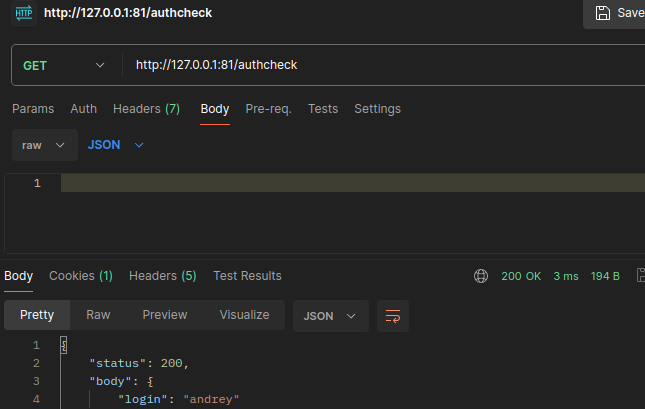 HTTP http://127.0.0.1:81/authcheck Save
GET http://127.0.0.1:81/authcheck
Params Auth Headers (7) Body Pre-req. Tests Settings
raw JSON
1
Body Cookies (1) Headers (5) Test Results 200 OK 3 ms 194 B
Pretty Raw Preview Visualize JSON
1 {
2 "status": 200,
3 "body": {
4 "login": "andrey"